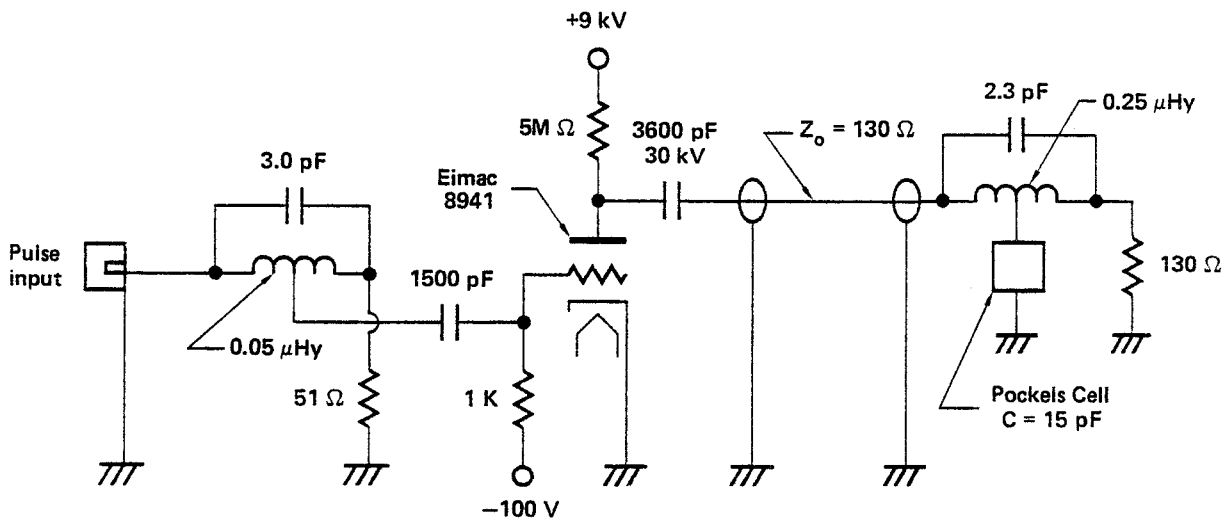 +9 kV
2.3 pF
0.25 μHy
5M Ω
3600 pF
30 kV
Z₀ = 130 Ω
3.0 pF
Eimac
8941
Pulse
input
1500 pF
130 Ω
0.05 μHy
51 Ω
1 K
Pockels Cell
C = 15 pF
−100 V